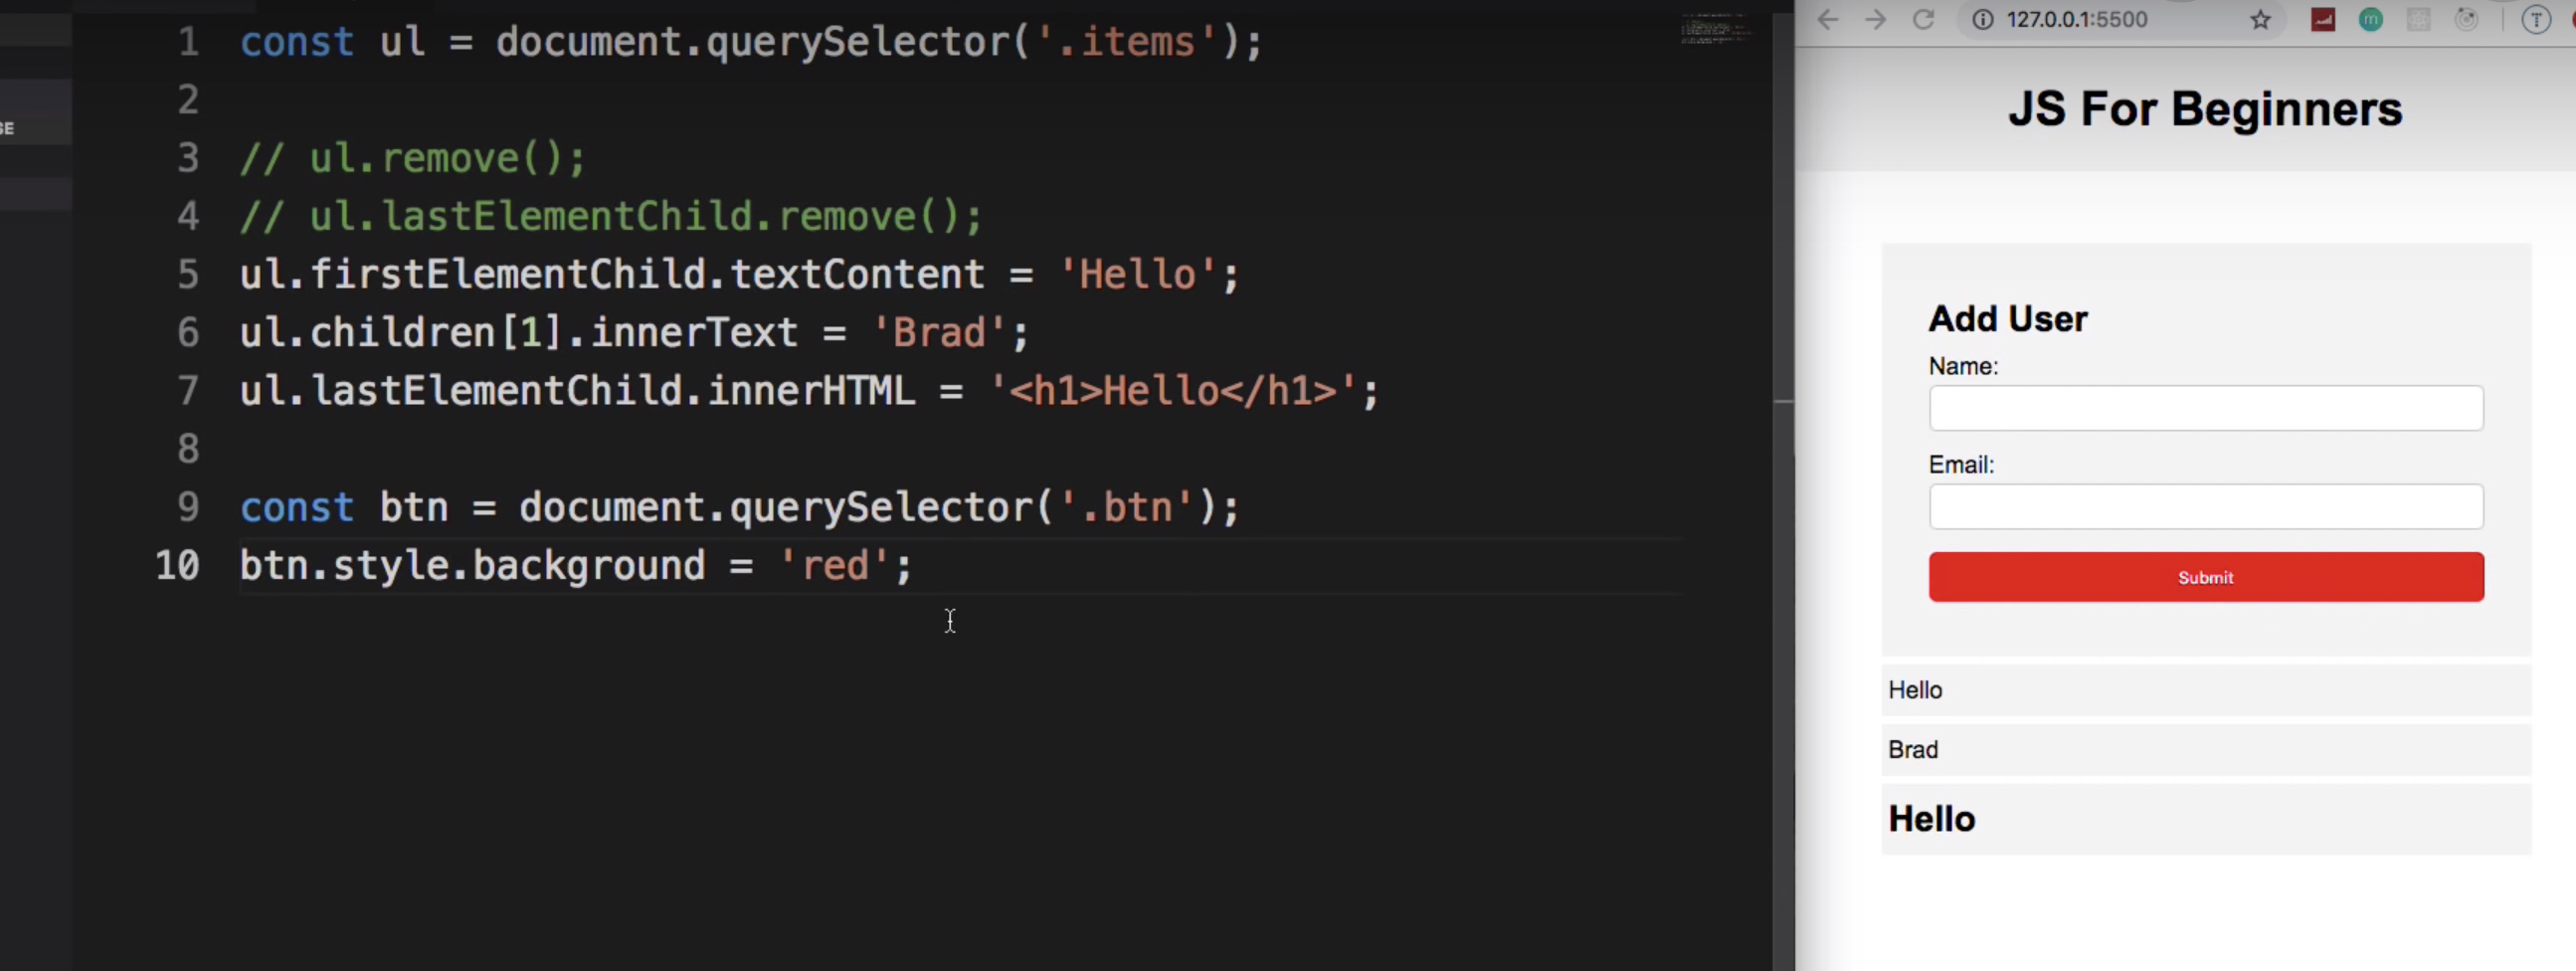 SE
1 const ul = document.querySelector('.items');
2
3 // ul.remove();
4 // ul.lastElementChild.remove();
5 ul.firstElementChild.textContent = 'Hello';
6 ul.children[1].innerText = 'Brad';
7 ul.lastElementChild.innerHTML = '<h1>Hello</h1>';
8
9 const btn = document.querySelector('.btn');
10 btn.style.background = 'red';
127.0.0.1:5500
m
T
JS For Beginners
Add User
Name:
Email:
Submit
Hello
Brad
Hello